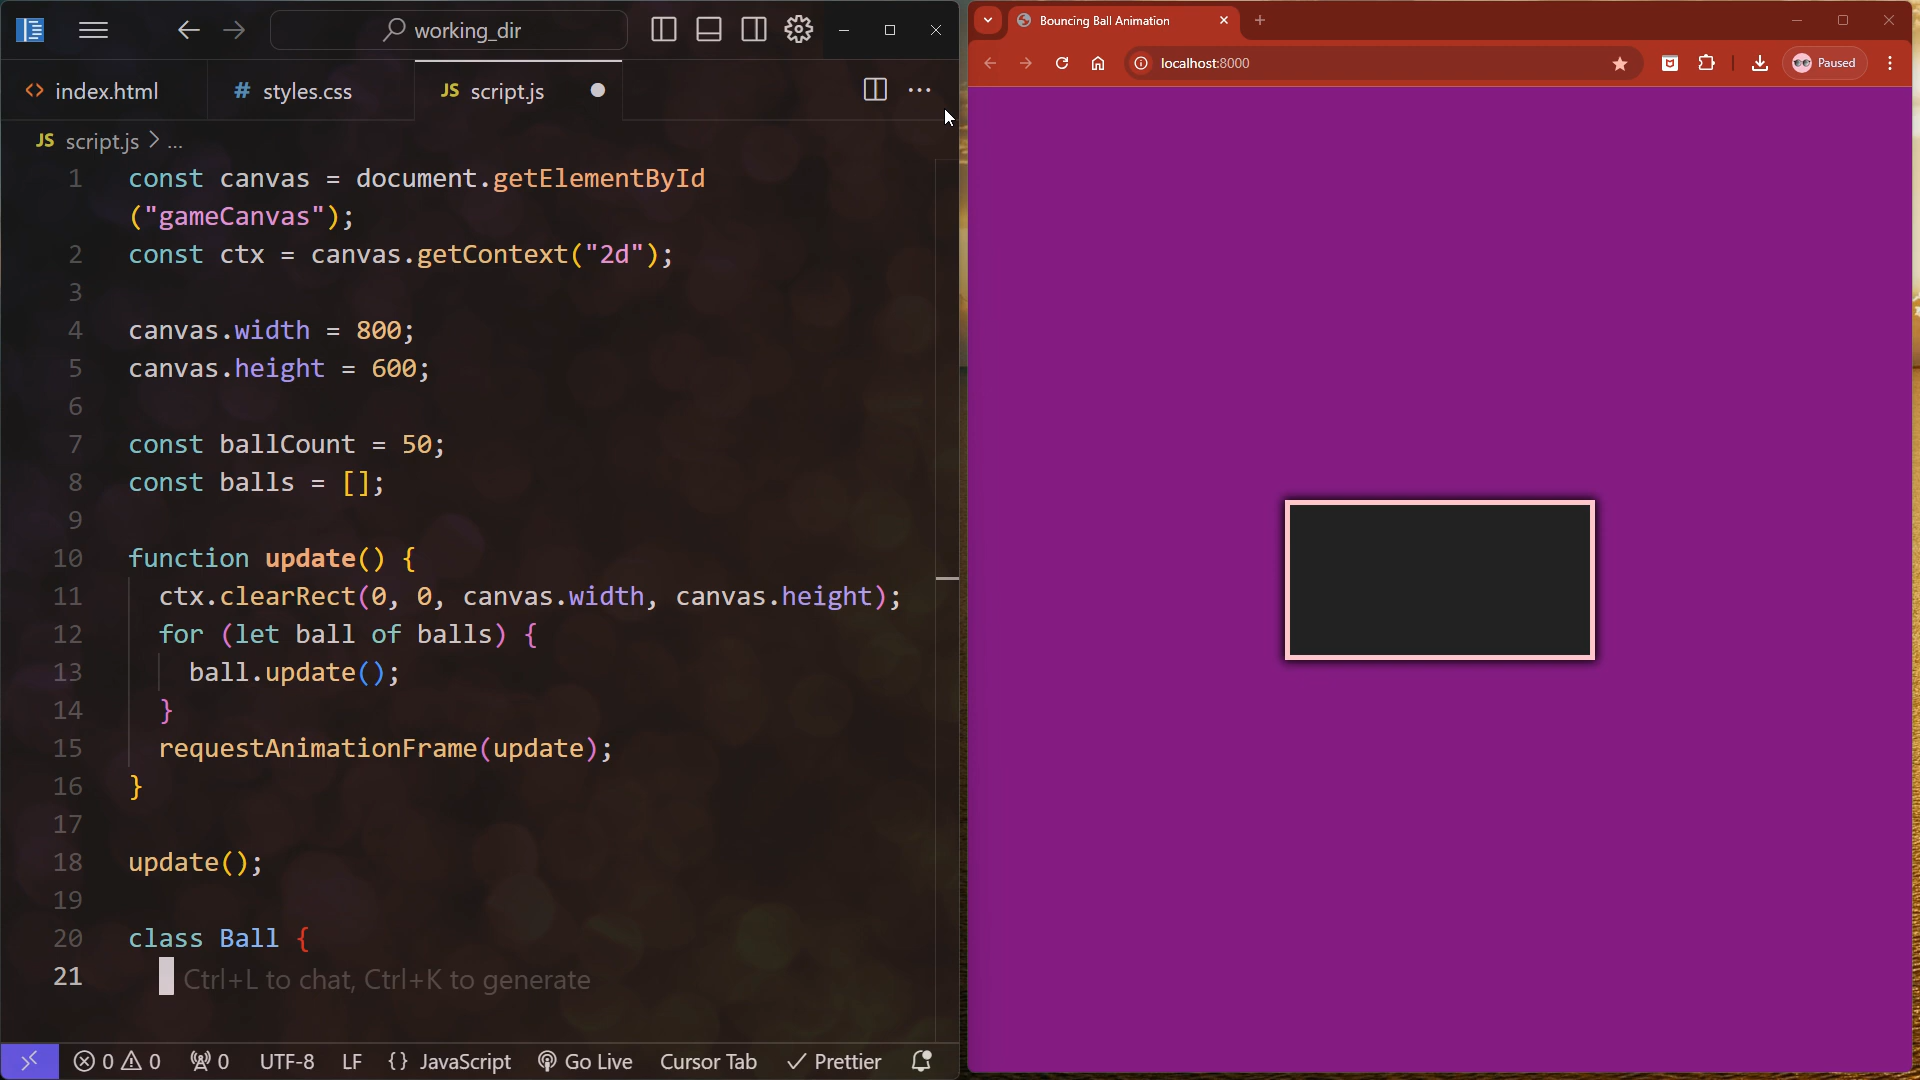 working_dir
index.html
# styles.css
JS script.js
JS script.js > ...
1 const canvas = document.getElementById
("gameCanvas");
2 const ctx = canvas.getContext("2d");
3
4 canvas.width = 800;
5 canvas.height = 600;
6
7 const ballCount = 50;
8 const balls = [];
9
10 function update() {
11 ctx.clearRect(0, 0, canvas.width, canvas.height);
12 for (let ball of balls) {
13 ball.update();
14 }
15 requestAnimationFrame(update);
16 }
17
18 update();
19
20 class Ball {
21 Ctrl+L to chat, Ctrl+K to generate
0 0 0 UTF-8 LF {} JavaScript Go Live Cursor Tab Prettier
Bouncing Ball Animation
localhost:8000
Paused